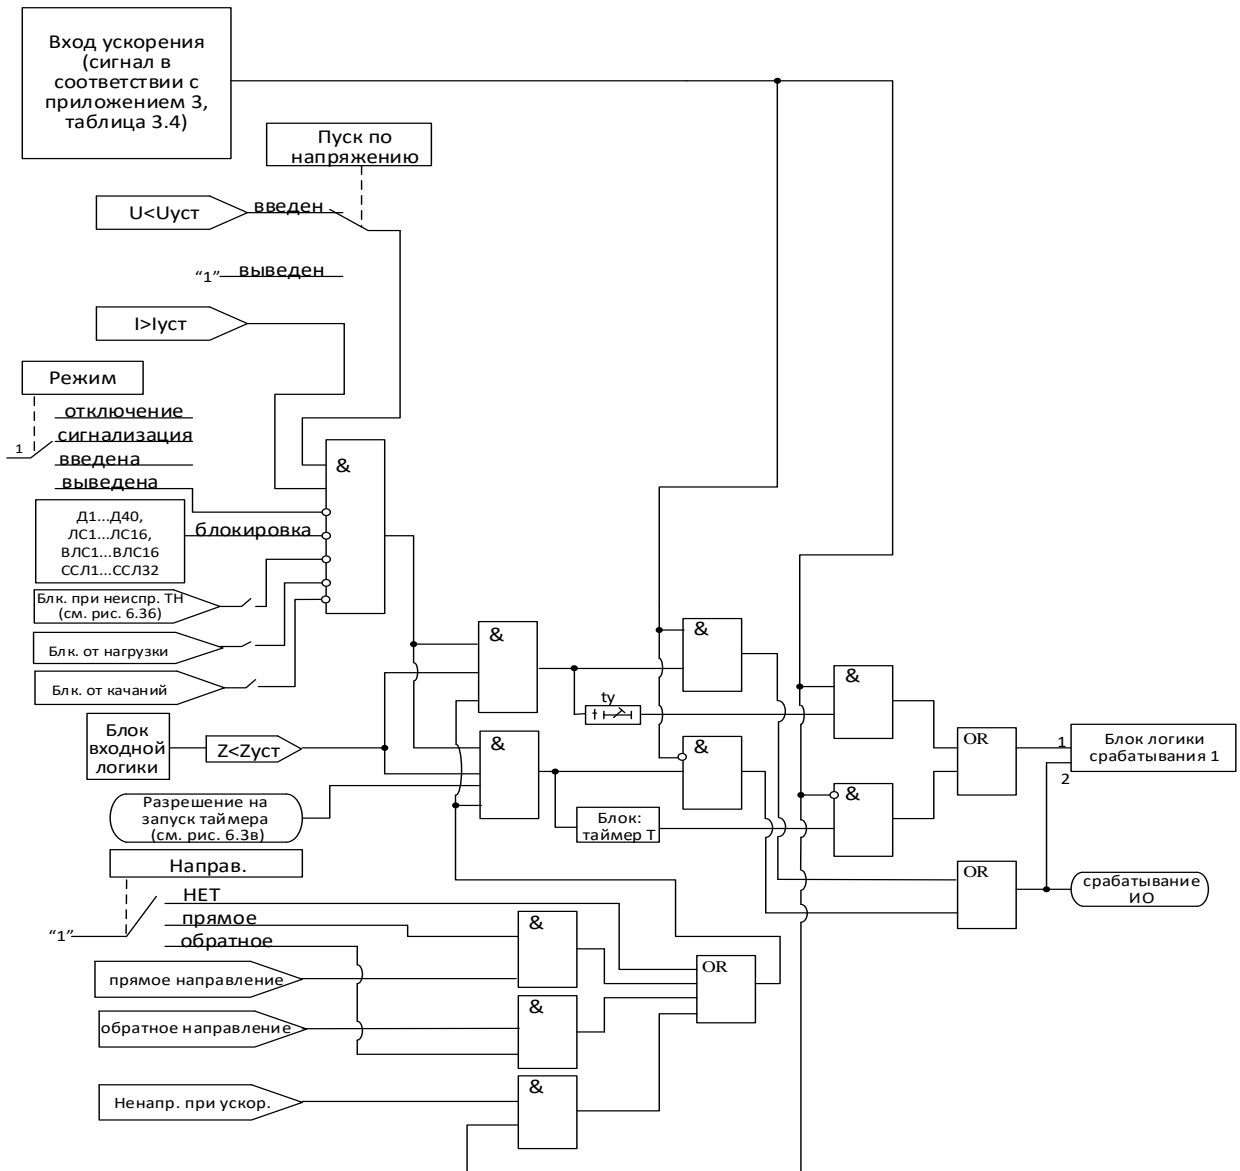 Вход ускорения
(сигнал в
соответствии с
приложением 3,
таблица 3.4)
Пуск по
напряжению
U<Uуст
введен
“1”
выведен
I>Iуст
Режим
отключение
сигнализация
1
введена
выведена
&
Д1...Д40,
ЛС1...ЛС16,
ВЛС1...ВЛС16
ССЛ1...ССЛ32
блокировка
Блк. при неиспр. ТН
(см. рис. 6.36)
Блк. от нагрузки
Блк. от качаний
&
&
&
tу
t
Блок
входной
логики
Z<Zуст
&
&
OR
1
Блок логики
срабатывания 1
2
Разрешение на
запуск таймера
(см. рис. 6.3в)
Блок:
таймер Т
&
Направ.
НЕТ
“1”
прямое
обратное
OR
срабатывание
ИО
&
прямое направление
OR
обратное направление
&
Ненапр. при ускор.
&